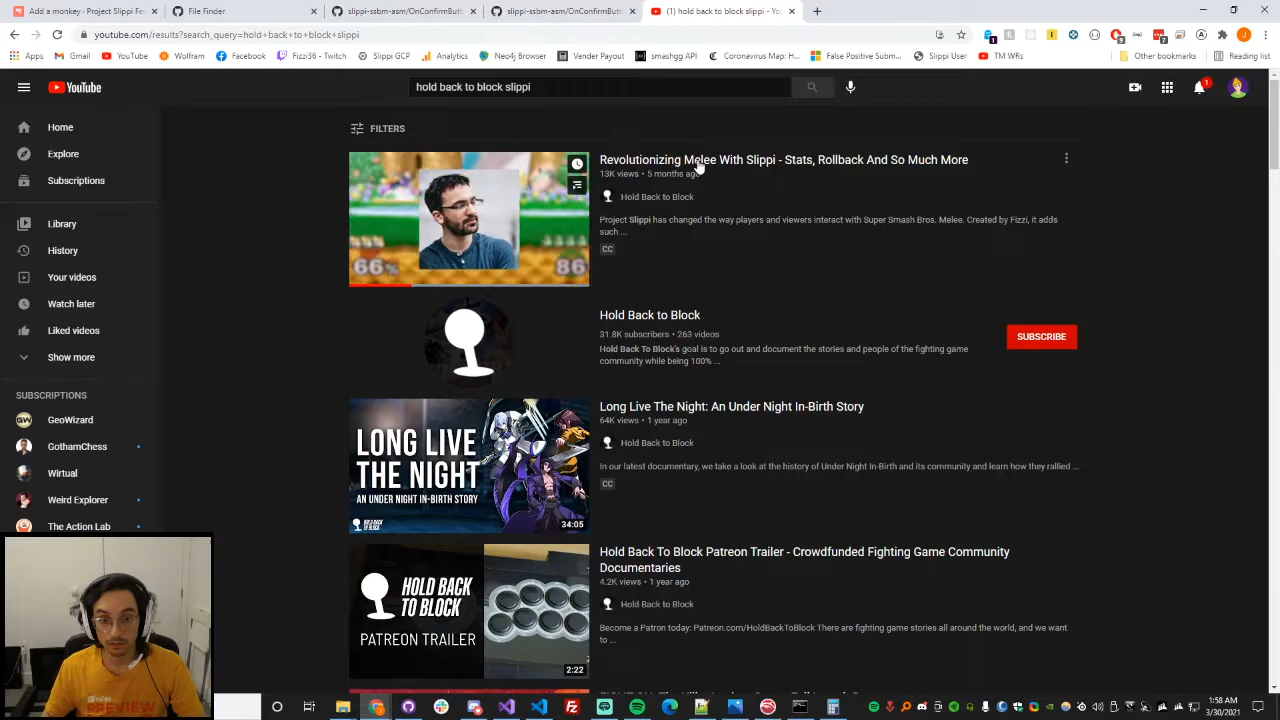 Add a monkey - Project Slippi Fe
File Finder
slippi-ssbm-asm/OnConfirmButt
slippi-ssbm-asm/OnConfirmButt
(1) hold back to block slippi - Yo
youtube.com/results?search_query=hold+back+to+block+slippi
Apps
Gmail
YouTube
Wolfram
Facebook
Fizzi36 - Twitch
Slippi GCP
Analytics
Neo4j Browser
Vender Payout
smashgg API
Coronavirus Map: H...
False Positive Subm...
Slippi User
TM WRs
Other bookmarks
Reading list
YouTube
hold back to block slippi
1
Home
Explore
Subscriptions
Library
History
Your videos
Watch later
Liked videos
Show more
SUBSCRIPTIONS
GeoWizard
GothamChess
Wirtual
Weird Explorer
The Action Lab
FILTERS
66%
86
Revolutionizing Melee With Slippi - Stats, Rollback And So Much More
13K views • 5 months ago
Hold Back to Block
Project Slippi has changed the way players and viewers interact with Super Smash Bros. Melee. Created by Fizzi, it adds
such ...
CC
Hold Back to Block
31.8K subscribers • 263 videos
Hold Back To Block's goal is to go out and document the stories and people of the fighting game
community while being 100% ...
SUBSCRIBE
LONG LIVE
THE NIGHT
AN UNDER NIGHT IN-BIRTH STORY
HOLD BACK
TO BLOCK
34:05
Long Live The Night: An Under Night In-Birth Story
64K views • 1 year ago
Hold Back to Block
In our latest documentary, we take a look at the history of Under Night In-Birth and its community and learn how they rallied ...
CC
HOLD BACK
TO BLOCK
PATREON TRAILER
2:22
Hold Back To Block Patreon Trailer - Crowdfunded Fighting Game Community
Documentaries
4.2K views • 1 year ago
Hold Back to Block
Become a Patron today: Patreon.com/HoldBackToBlock There are fighting game stories all around the world, and we want
to ...
PREVIEW
1:58 AM
3/30/2021